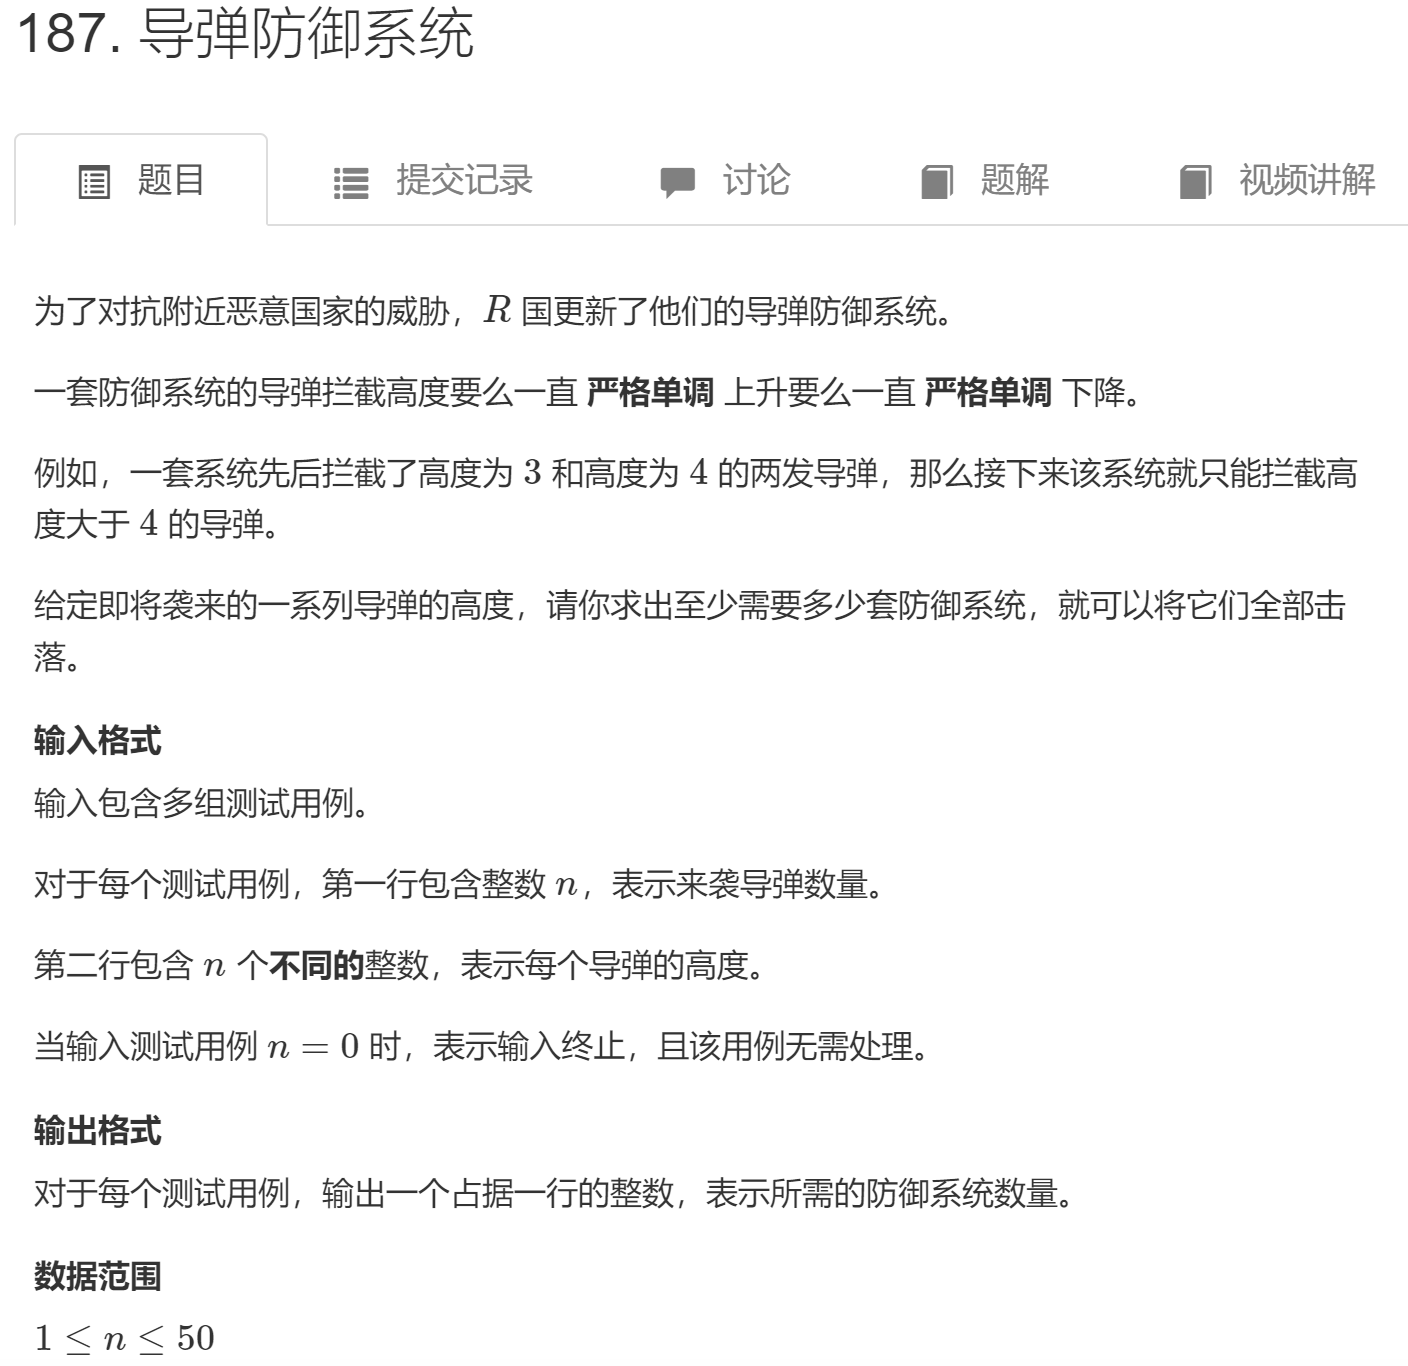 187. 导弹防御系统
题目 提交记录 讨论 题解 视频讲解
为了对抗附近恶意国家的威胁，R 国更新了他们的导弹防御系统。
一套防御系统的导弹拦截高度要么一直 严格单调 上升要么一直 严格单调 下降。
例如，一套系统先后拦截了高度为 3 和高度为 4 的两发导弹，那么接下来该系统就只能拦截高
度大于 4 的导弹。
给定即将袭来的一系列导弹的高度，请你求出至少需要多少套防御系统，就可以将它们全部击
落。
输入格式
输入包含多组测试用例。
对于每个测试用例，第一行包含整数 n，表示来袭导弹数量。
第二行包含 n 个不同的整数，表示每个导弹的高度。
当输入测试用例 n = 0 时，表示输入终止，且该用例无需处理。
输出格式
对于每个测试用例，输出一个占据一行的整数，表示所需的防御系统数量。
数据范围
1 ≤ n ≤ 50